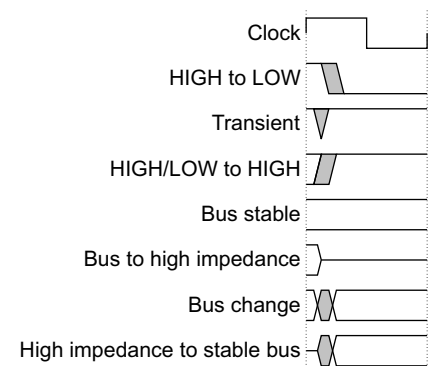 Clock
HIGH to LOW
Transient
HIGH/LOW to HIGH
Bus stable
Bus to high impedance
Bus change
High impedance to stable bus